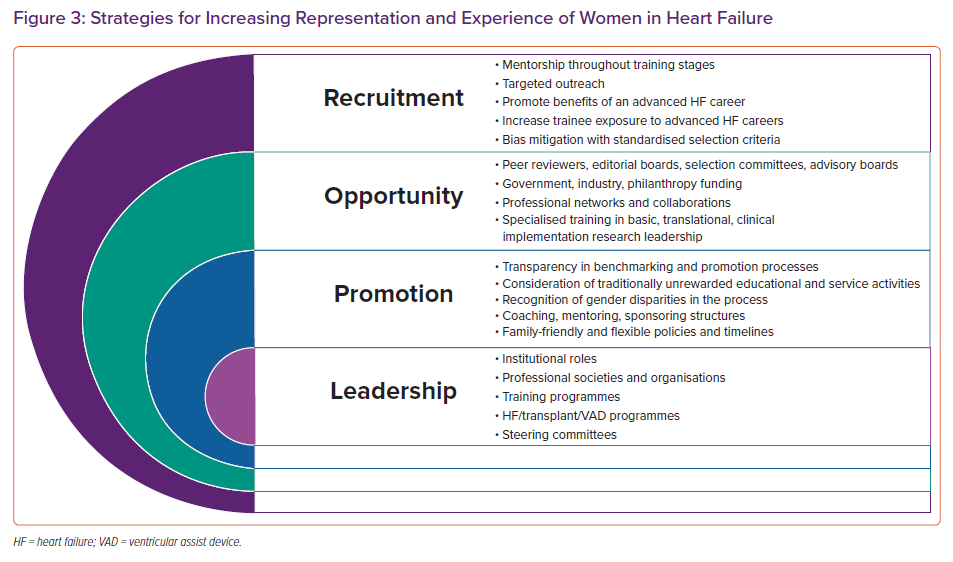 Figure 3: Strategies for Increasing Representation and Experience of Women in Heart Failure
Recruitment
• Mentorship throughout training stages
• Targeted outreach
• Promote benefits of an advanced HF career
• Increase trainee exposure to advanced HF careers
• Bias mitigation with standardised selection criteria
Opportunity
• Peer reviewers, editorial boards, selection committees, advisory boards
• Government, industry, philanthropy funding
• Professional networks and collaborations
• Specialised training in basic, translational, clinical
implementation research leadership
Promotion
• Transparency in benchmarking and promotion processes
• Consideration of traditionally unrewarded educational and service activities
• Recognition of gender disparities in the process
• Coaching, mentoring, sponsoring structures
• Family-friendly and flexible policies and timelines
Leadership
• Institutional roles
• Professional societies and organisations
• Training programmes
• HF/transplant/VAD programmes
• Steering committees
HF = heart failure; VAD = ventricular assist device.